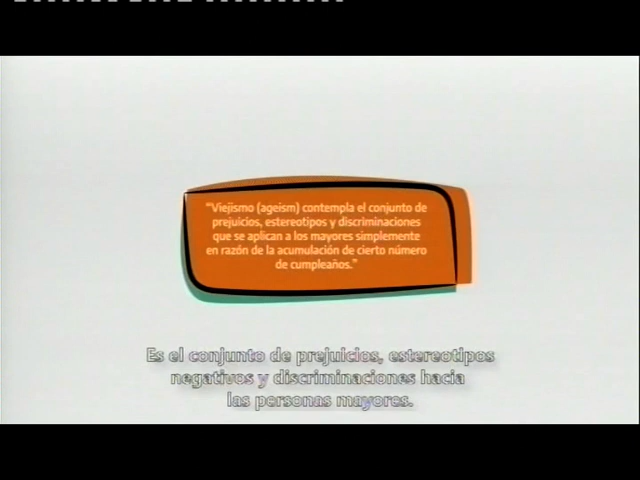 “Viejismo (ageism) contempla el conjunto de
prejuicios, estereotipos y discriminaciones
que se aplican a los mayores simplemente
en razón de la acumulación de cierto número
de cumpleaños.”
Es el conjunto de prejuicios, estereotipos
negativos y discriminaciones hacia
las personas mayores.